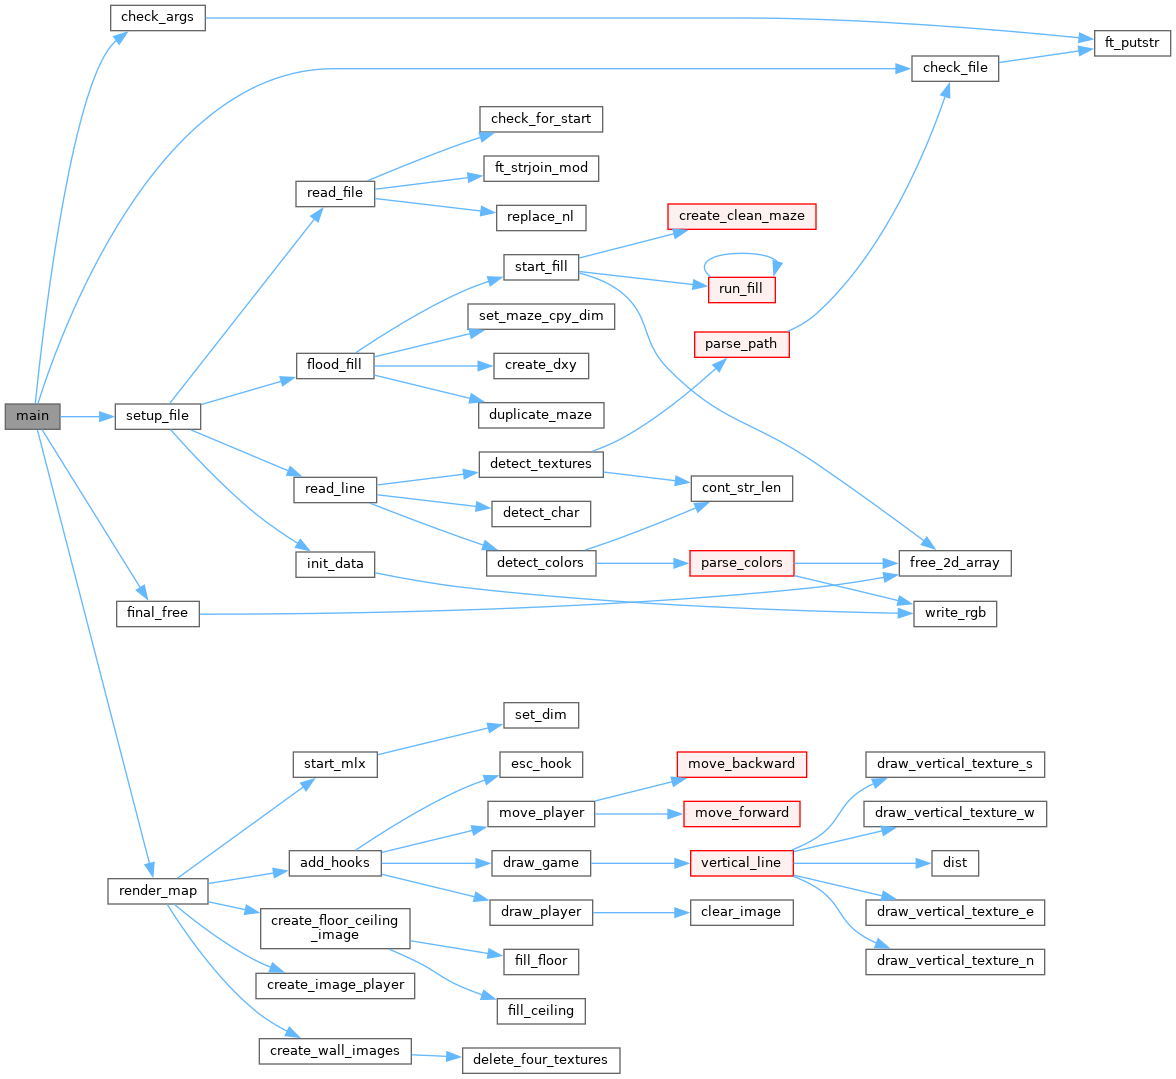 check_args
ft_putstr
check_file
check_for_start
ft_strjoin_mod
read_file
replace_nl
create_clean_maze
start_fill
run_fill
set_maze_cpy_dim
parse_path
flood_fill
create_dxy
main
setup_file
duplicate_maze
detect_textures
read_line
cont_str_len
detect_char
init_data
detect_colors
parse_colors
free_2d_array
final_free
write_rgb
set_dim
start_mlx
esc_hook
move_backward
draw_vertical_texture_s
move_player
move_forward
draw_vertical_texture_w
add_hooks
draw_game
vertical_line
dist
render_map
draw_player
clear_image
draw_vertical_texture_e
create_floor_ceiling
_image
fill_floor
draw_vertical_texture_n
create_image_player
fill_ceiling
create_wall_images
delete_four_textures